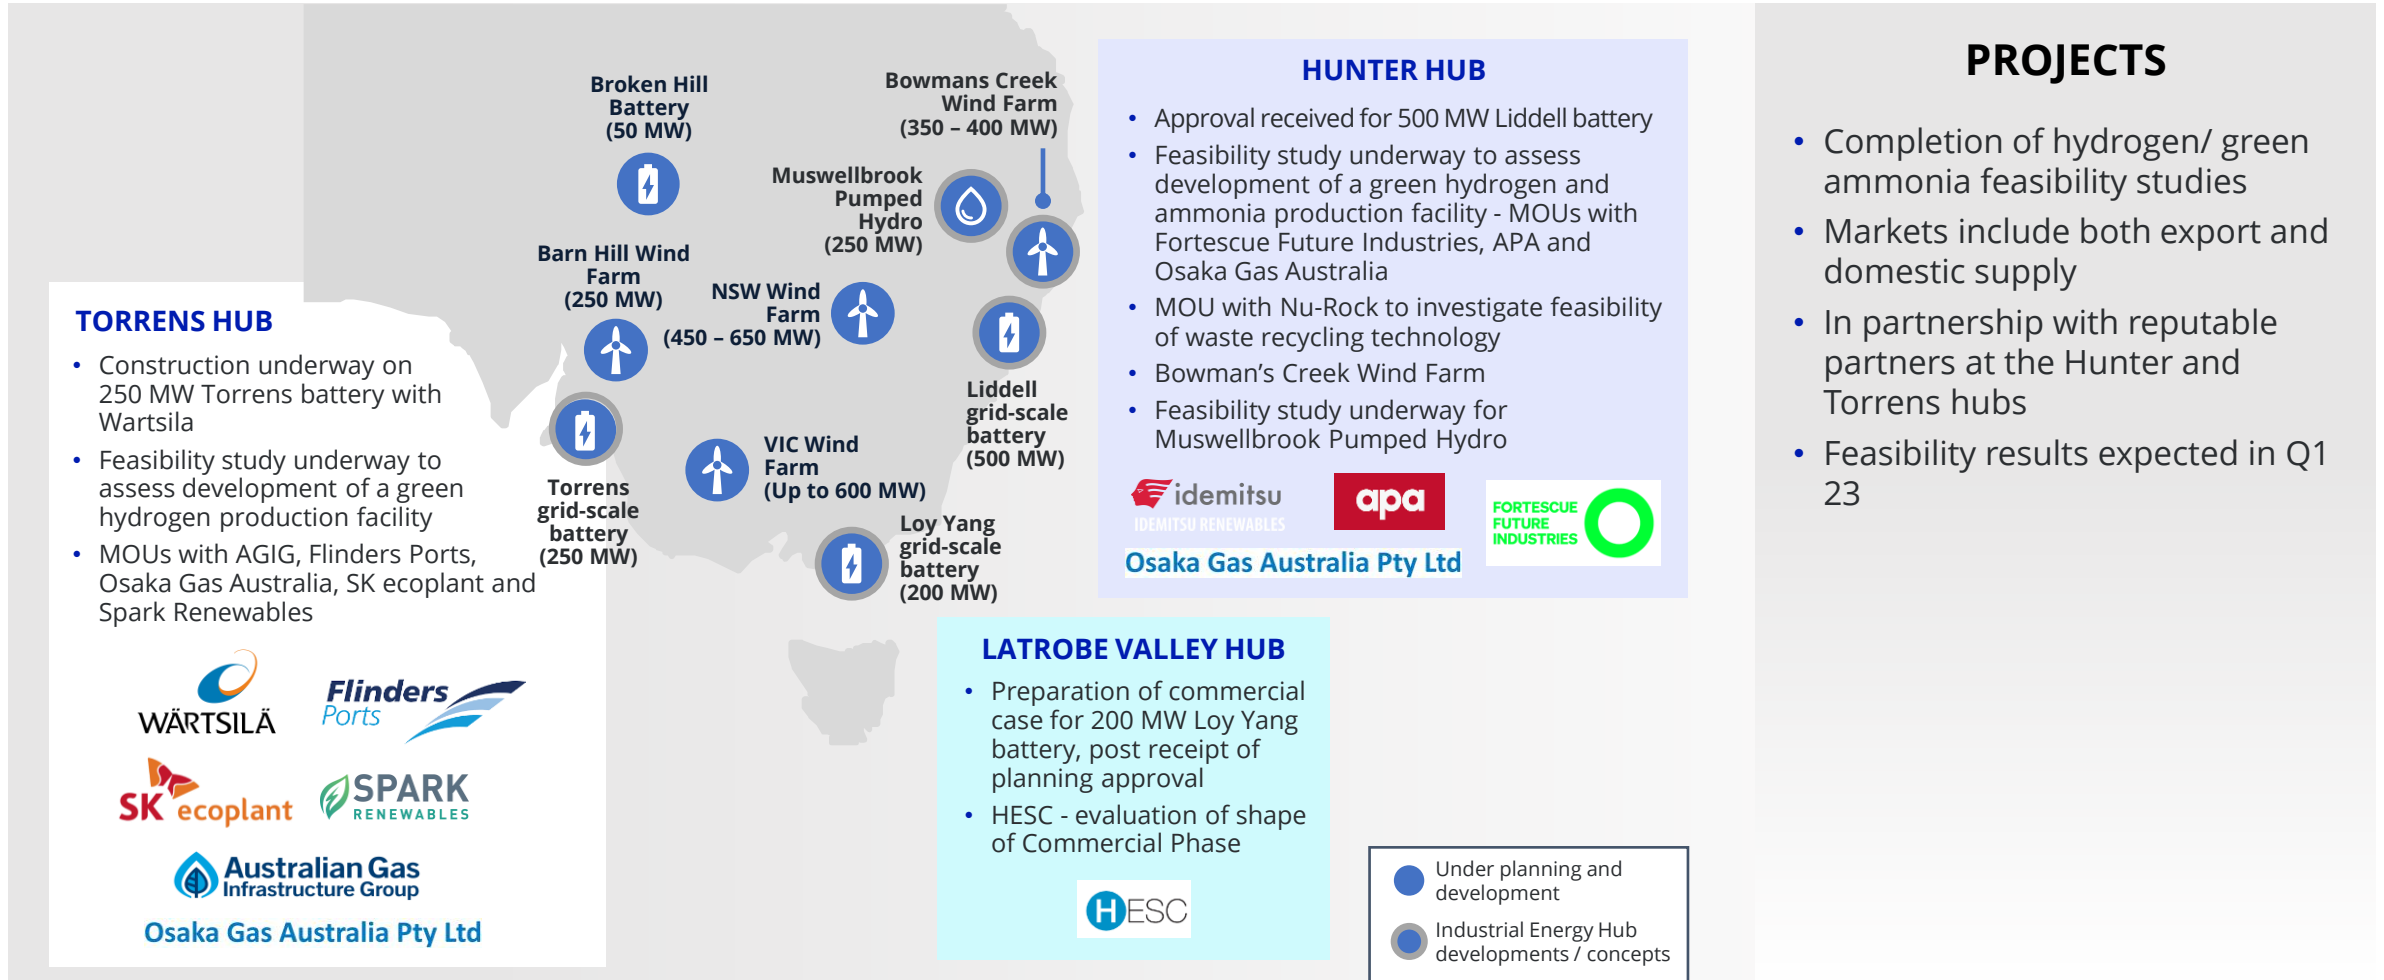 Broken Hill
Battery
(50 MW)
Bowmans Creek
Wind Farm
(350 – 400 MW)
Muswellbrook
Pumped
Hydro
(250 MW)
Barn Hill Wind
Farm
(250 MW)
NSW Wind
Farm
(450 – 650 MW)
Liddell
grid-scale
battery
(500 MW)
VIC Wind
Farm
(Up to 600 MW)
Torrens
grid-scale
battery
(250 MW)
Loy Yang
grid-scale
battery
(200 MW)
TORRENS HUB
• Construction underway on
250 MW Torrens battery with
Wartsila
• Feasibility study underway to
assess development of a green
hydrogen production facility
• MOUs with AGIG, Flinders Ports,
Osaka Gas Australia, SK ecoplant and
Spark Renewables
WÄRTSILÄ
Flinders
Ports
SK ecoplant
SPARK
RENEWABLES
Australian Gas
Infrastructure Group
Osaka Gas Australia Pty Ltd
HUNTER HUB
• Approval received for 500 MW Liddell battery
• Feasibility study underway to assess
development of a green hydrogen and
ammonia production facility - MOUs with
Fortescue Future Industries, APA and
Osaka Gas Australia
• MOU with Nu-Rock to investigate feasibility
of waste recycling technology
• Bowman’s Creek Wind Farm
• Feasibility study underway for
Muswellbrook Pumped Hydro
idemitsu
IDEMITSU RENEWABLES
apa
FORTESCUE
FUTURE
INDUSTRIES
Osaka Gas Australia Pty Ltd
LATROBE VALLEY HUB
• Preparation of commercial
case for 200 MW Loy Yang
battery, post receipt of
planning approval
• HESC - evaluation of shape
of Commercial Phase
HESC
Under planning and
development
Industrial Energy Hub
developments / concepts
PROJECTS
• Completion of hydrogen/ green
ammonia feasibility studies
• Markets include both export and
domestic supply
• In partnership with reputable
partners at the Hunter and
Torrens hubs
• Feasibility results expected in Q1
23